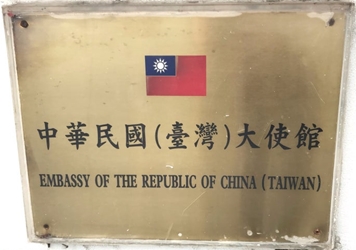 中華民國(臺灣)大使館
EMBASSY OF THE REPUBLIC OF CHINA (TAIWAN)